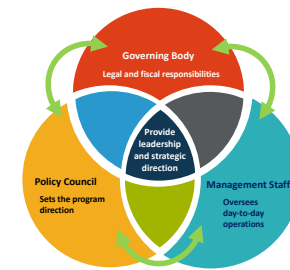 Governing Body
Legal and fiscal responsibilities
Provide
leadership
and strategic
direction
Policy Council
Sets the program
direction
Management Staff
Oversees
day-to-day
operations